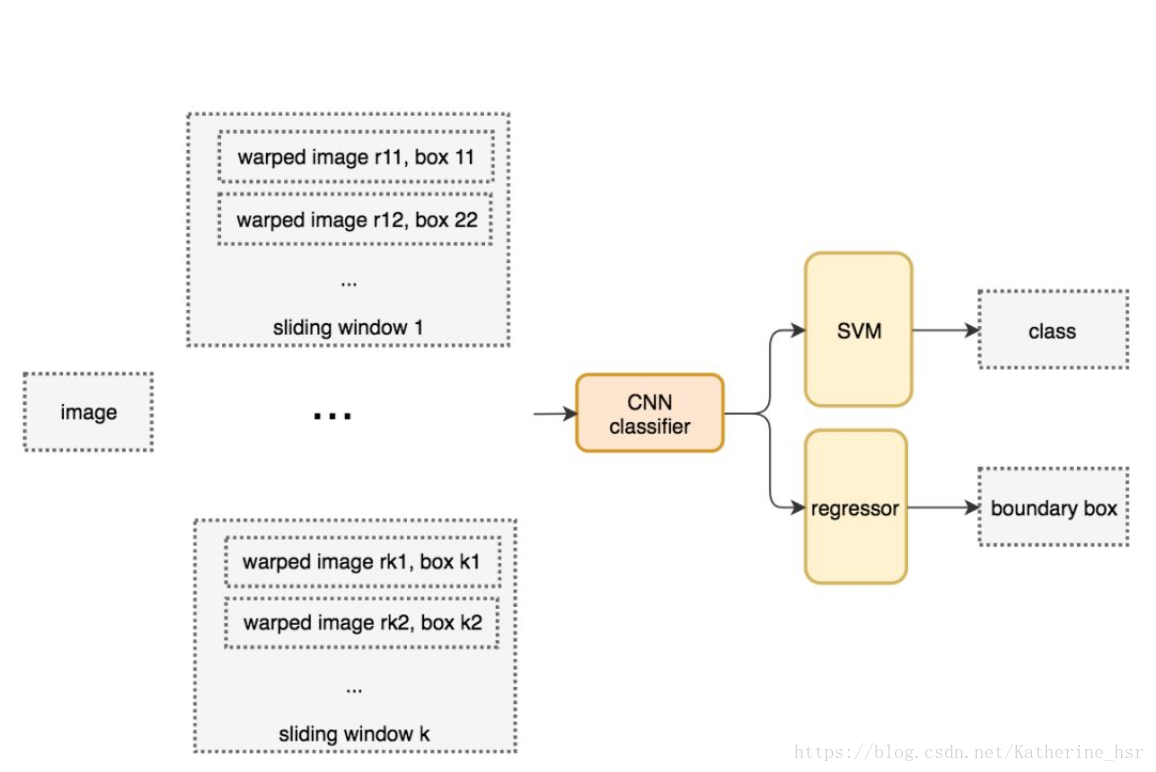 warped image r11, box 11
warped image r12, box 22
...
sliding window 1
image
...
warped image rk1, box k1
warped image rk2, box k2
...
sliding window k
CNN
classifier
SVM
class
regressor
boundary box
https://blog.csdn.net/Katherine_hsr